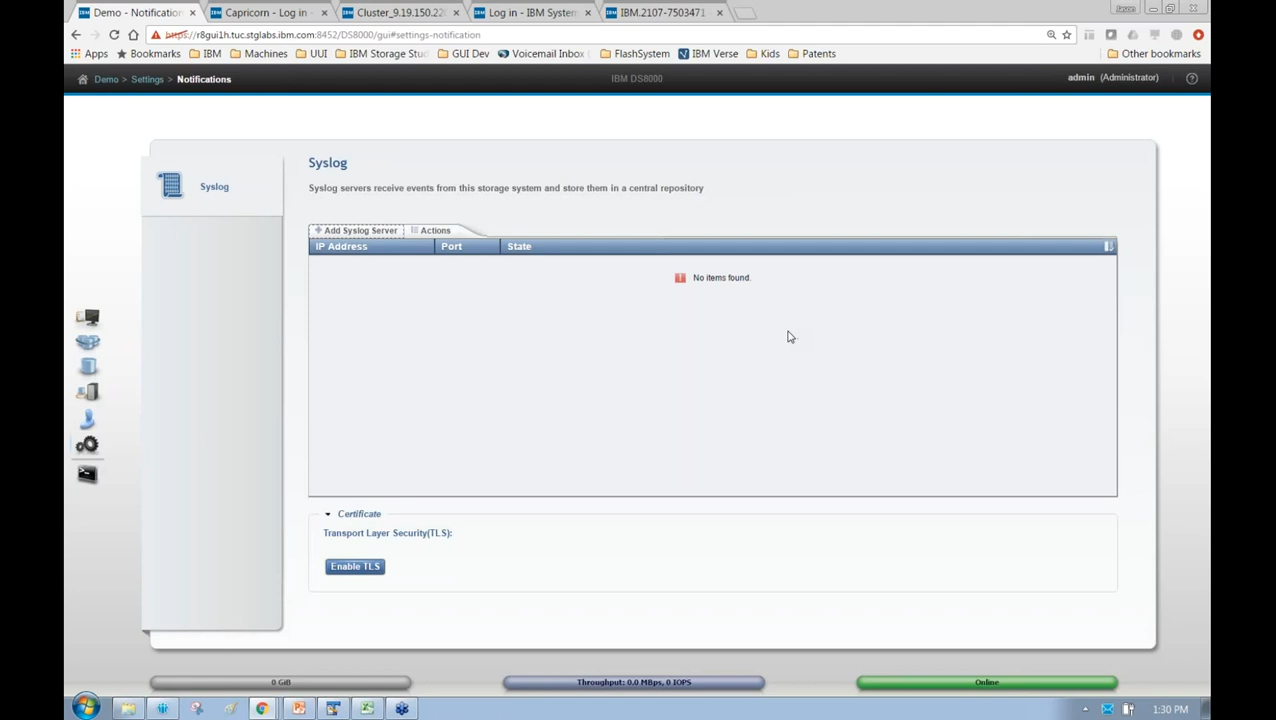 Demo - Notification
Capricorn - Log in - IBM
Cluster_9.19.150.22
Log in - IBM System
IBM.2107-7503471
https://r8gui1h.tuc.stglabs.ibm.com:8452/DS8000/gui#settings-notification
Apps
Bookmarks
IBM
Machines
UUI
IBM Storage Stu
GUI Dev
Voicemail Inbox
FlashSystem
IBM Verse
Kids
Patents
Other bookmarks
Demo > Settings > Notifications
IBM DS8000
admin (Administrator)
Syslog
Syslog
Syslog servers receive events from this storage system and store them in a central repository
Add Syslog Server
Actions
IP Address
Port
State
No items found.
Certificate
Transport Layer Security(TLS):
Enable TLS
0 GiB
Throughput: 0.0 MBps, 0 IOPS
Online
1:30 PM